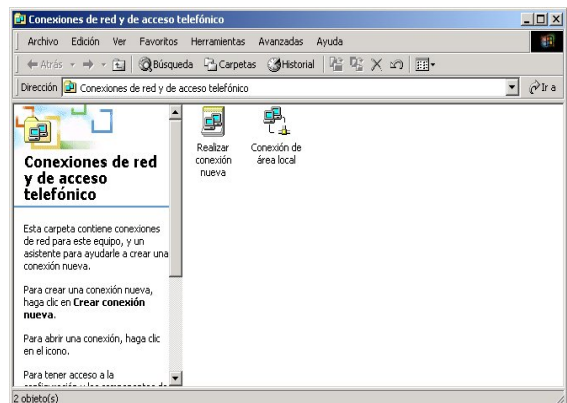 Conexiones de red y de acceso telefónico
Archivo Edición Ver Favoritos Herramientas Avanzadas Ayuda
Atrás Búsqueda Carpetas Historial
Dirección Conexiones de red y de acceso telefónico Ir a
Conexiones de red
y de acceso
telefónico
Esta carpeta contiene conexiones
de red para este equipo, y un
asistente para ayudarle a crear una
conexión nueva.
Para crear una conexión nueva,
haga clic en Crear conexión
nueva.
Para abrir una conexión, haga clic
en el icono.
Para tener acceso a la
Realizar
conexión
nueva
Conexión de
área local
2 objeto(s)